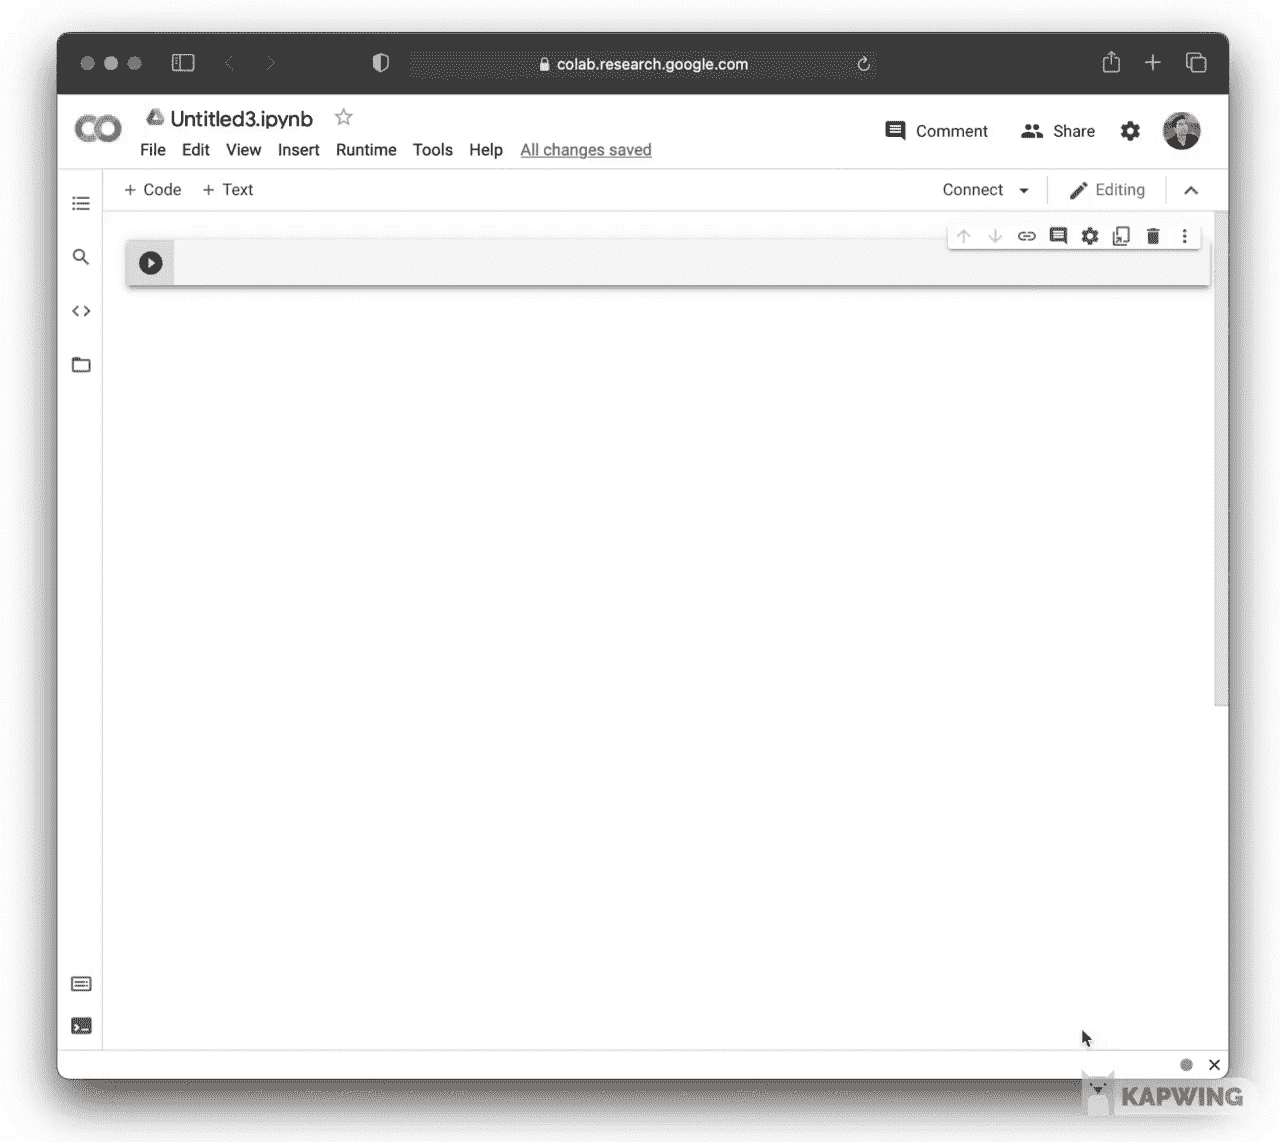 colab.research.google.com
Untitled3.ipynb
File Edit View Insert Runtime Tools Help All changes saved
Comment Share
+ Code + Text
Connect Editing
KAPWING